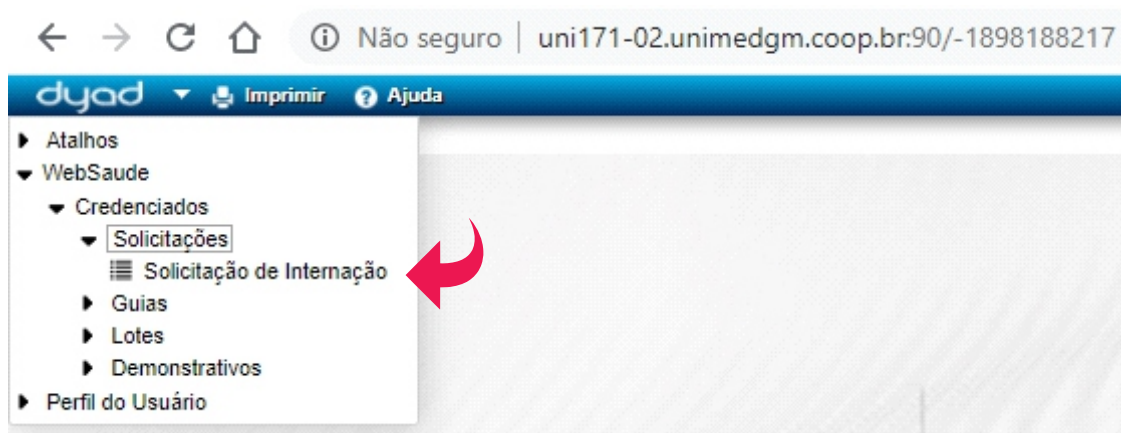 Não seguro | uni171-02.unimedgm.coop.br:90/-1898188217
dyad Imprimir Ajuda
Atalhos
WebSaude
Credenciados
Solicitações
Solicitação de Internação
Guias
Lotes
Demonstrativos
Perfil do Usuário